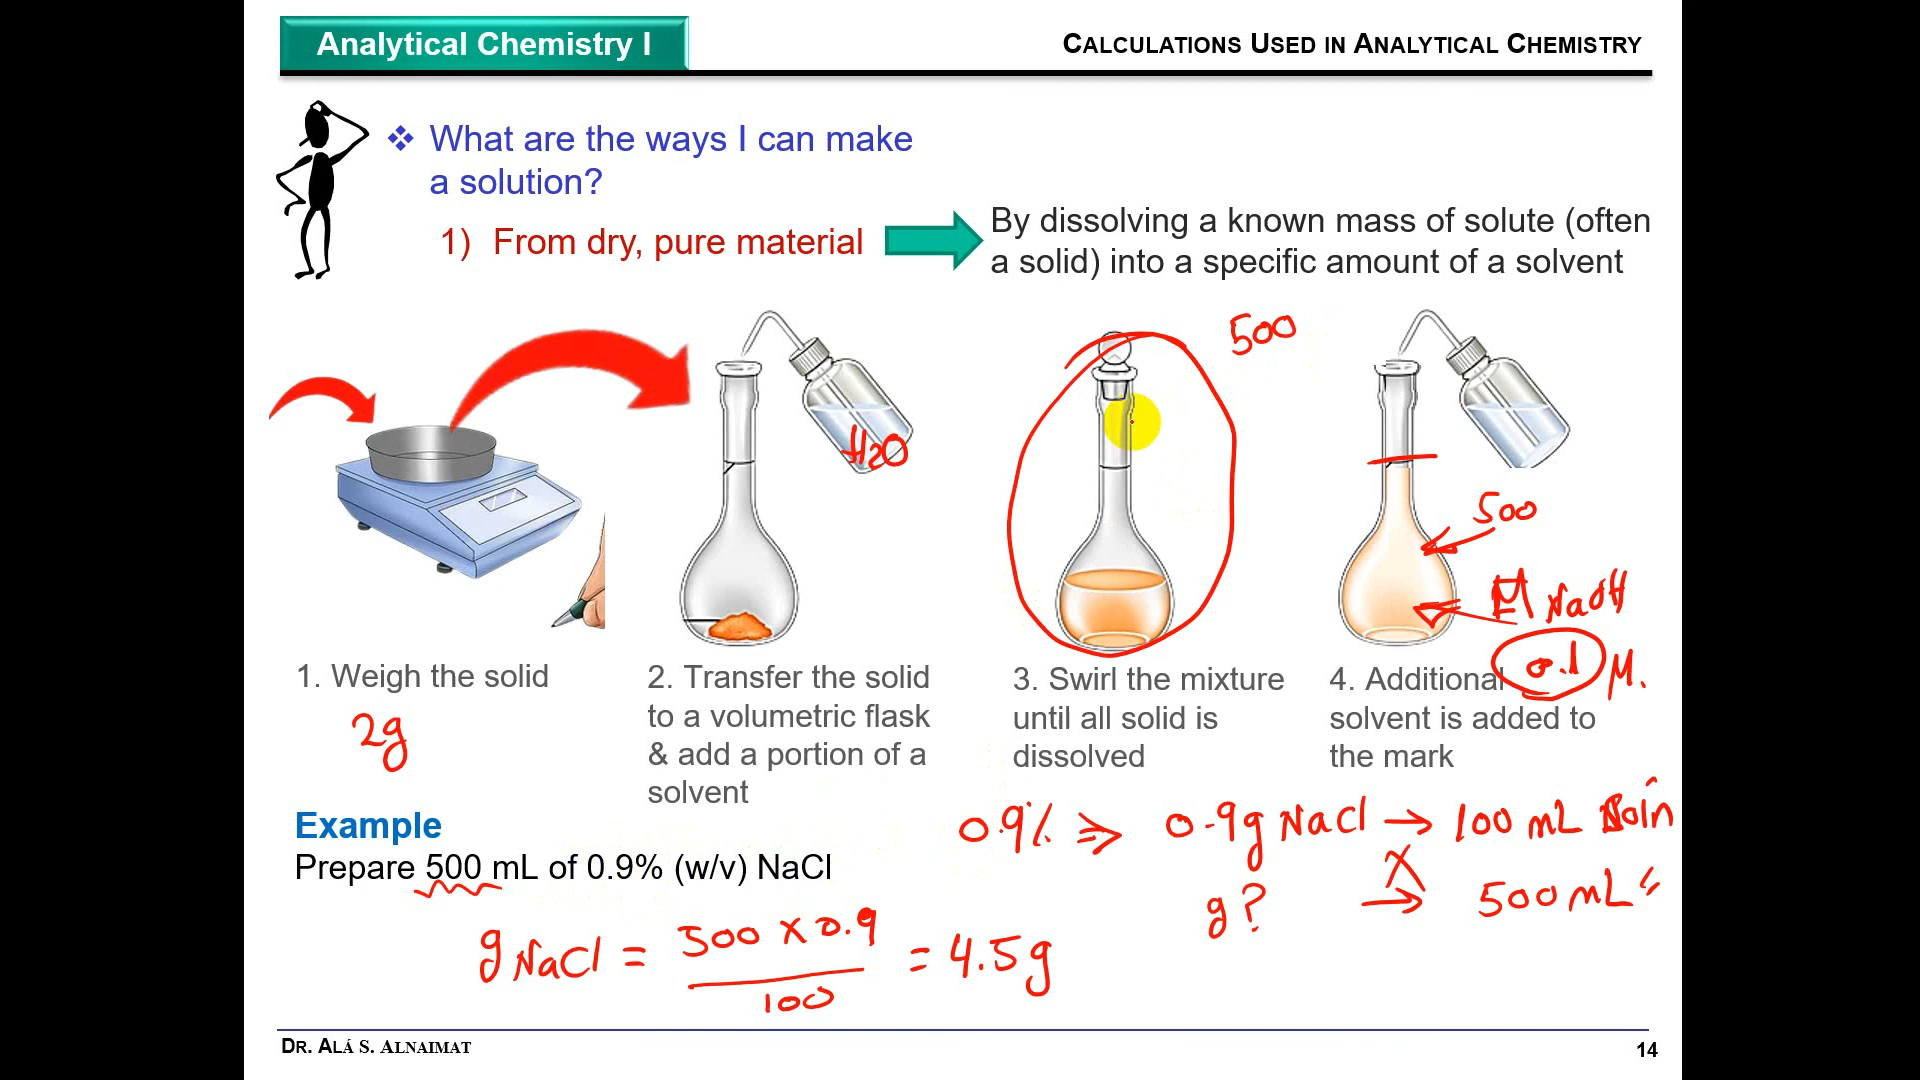 Analytical Chemistry I
CALCULATIONS USED IN ANALYTICAL CHEMISTRY
❖ What are the ways I can make
a solution?
1) From dry, pure material
By dissolving a known mass of solute (often
a solid) into a specific amount of a solvent
500
H2O
500
M NaOH
0.1 M.
1. Weigh the solid
2g
2. Transfer the solid
to a volumetric flask
& add a portion of a
solvent
3. Swirl the mixture
until all solid is
dissolved
4. Additional
solvent is added to
the mark
Example
Prepare 500 mL of 0.9% (w/v) NaCl
0.9% ⇒ 0.9g NaCl → 100 mL Soln
g? → 500 mL "
g NaCl = 500 x 0.9 / 100 = 4.5g
DR. ALÁ S. ALNAIMAT
14